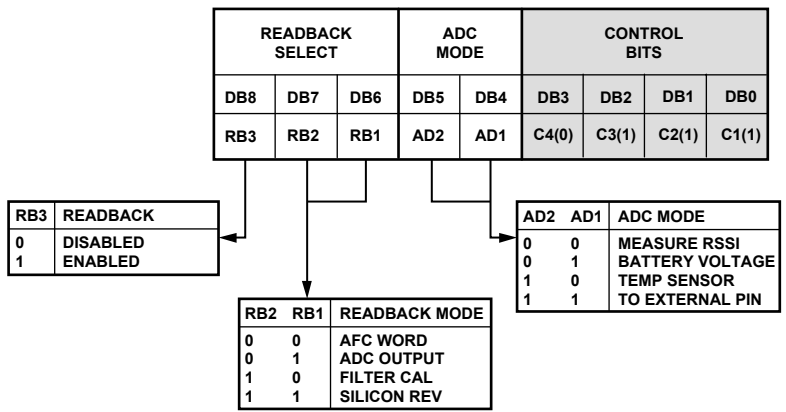 READBACK SELECT ADC MODE CONTROL BITS
DB8 DB7 DB6 DB5 DB4 DB3 DB2 DB1 DB0
RB3 RB2 RB1 AD2 AD1 C4(0) C3(1) C2(1) C1(1)
RB3 READBACK
0 DISABLED
1 ENABLED
AD2 AD1 ADC MODE
0 0 MEASURE RSSI
0 1 BATTERY VOLTAGE
1 0 TEMP SENSOR
1 1 TO EXTERNAL PIN
RB2 RB1 READBACK MODE
0 0 AFC WORD
0 1 ADC OUTPUT
1 0 FILTER CAL
1 1 SILICON REV